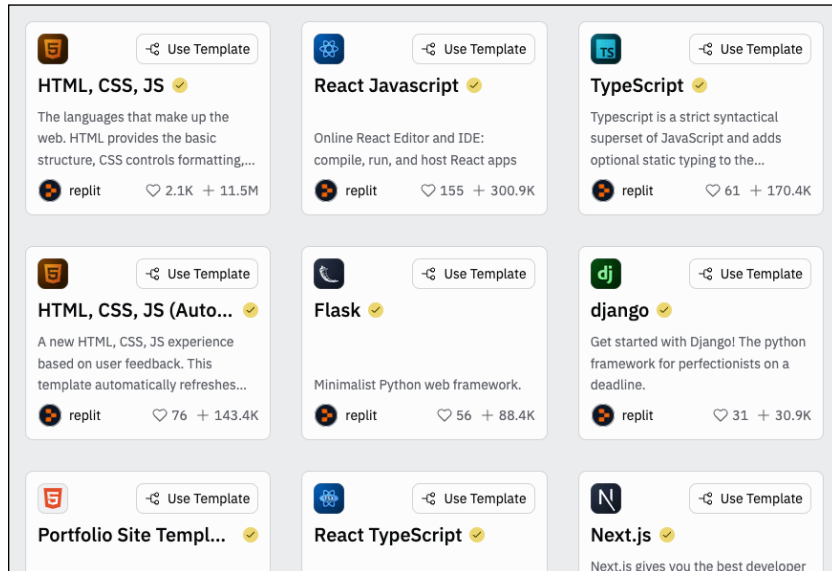 Use Template
HTML, CSS, JS
The languages that make up the
web. HTML provides the basic
structure, CSS controls formatting,...
replit 2.1K + 11.5M
Use Template
React Javascript
Online React Editor and IDE:
compile, run, and host React apps
replit 155 + 300.9K
TS Use Template
TypeScript
Typescript is a strict syntactical
superset of JavaScript and adds
optional static typing to the...
replit 61 + 170.4K
Use Template
HTML, CSS, JS (Auto...
A new HTML, CSS, JS experience
based on user feedback. This
template automatically refreshes...
replit 76 + 143.4K
Use Template
Flask
Minimalist Python web framework.
replit 56 + 88.4K
dj Use Template
django
Get started with Django! The python
framework for perfectionists on a
deadline.
replit 31 + 30.9K
5 Use Template
Portfolio Site Templ...
Use Template
React TypeScript
N Use Template
Next.js
Next.js gives you the best developer